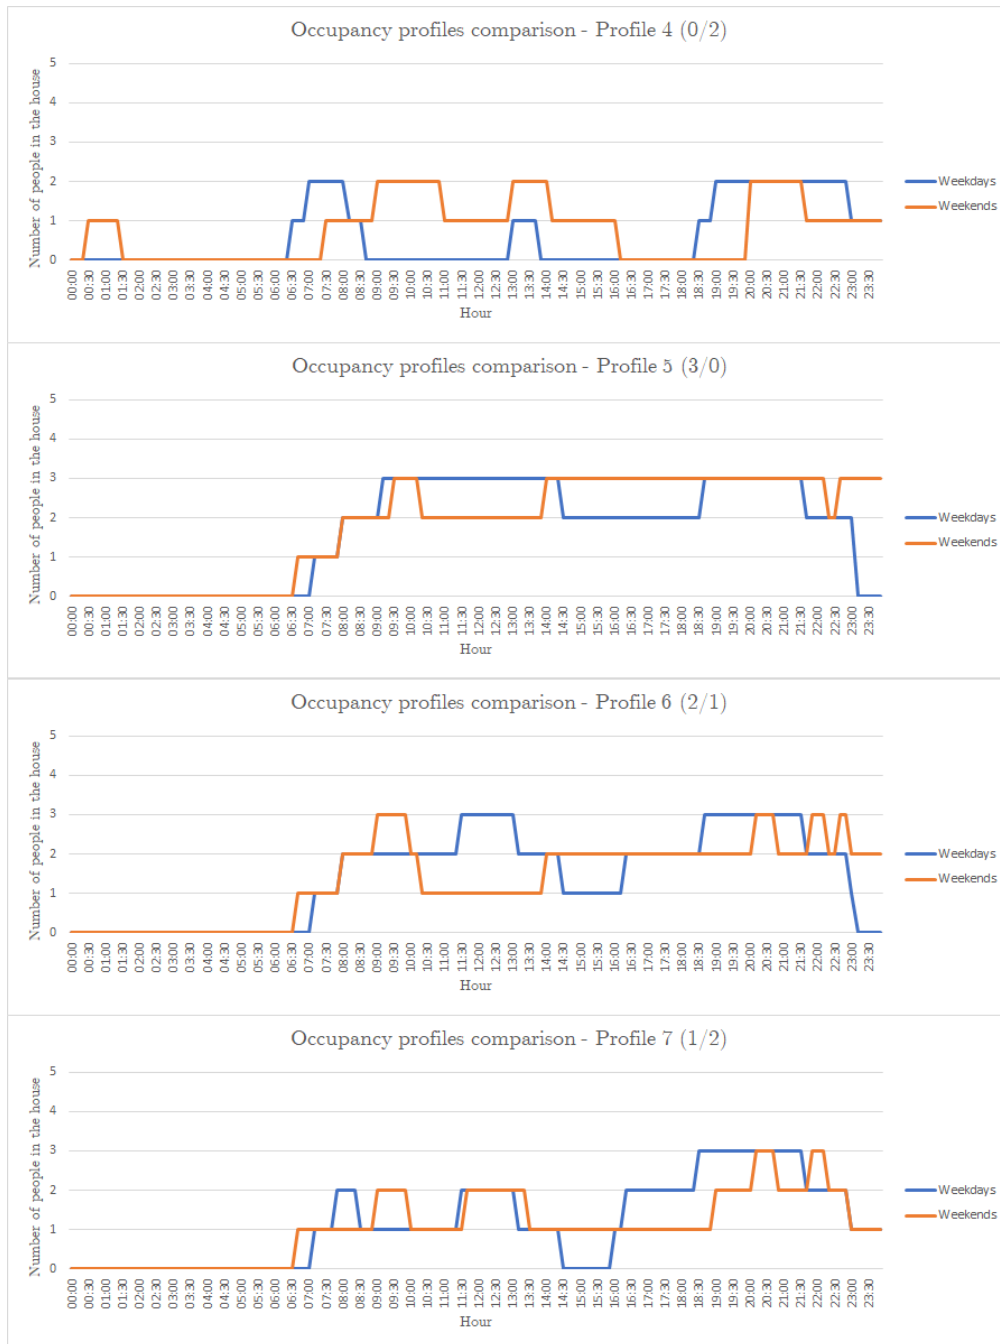 Occupancy profiles comparison - Profile 4 (0/2)
Number of people in the house
5
4
3
2
1
0
00:00 00:30 01:00 01:30 02:00 02:30 03:00 03:30 04:00 04:30 05:00 05:30 06:00 06:30 07:00 07:30 08:00 08:30 09:00 09:30 10:00 10:30 11:00 11:30 12:00 12:30 13:00 13:30 14:00 14:30 15:00 15:30 16:00 16:30 17:00 17:30 18:00 18:30 19:00 19:30 20:00 20:30 21:00 21:30 22:00 22:30 23:00 23:30
Hour
Weekdays
Weekends
Occupancy profiles comparison - Profile 5 (3/0)
Number of people in the house
5
4
3
2
1
0
00:00 00:30 01:00 01:30 02:00 02:30 03:00 03:30 04:00 04:30 05:00 05:30 06:00 06:30 07:00 07:30 08:00 08:30 09:00 09:30 10:00 10:30 11:00 11:30 12:00 12:30 13:00 13:30 14:00 14:30 15:00 15:30 16:00 16:30 17:00 17:30 18:00 18:30 19:00 19:30 20:00 20:30 21:00 21:30 22:00 22:30 23:00 23:30
Hour
Weekdays
Weekends
Occupancy profiles comparison - Profile 6 (2/1)
Number of people in the house
5
4
3
2
1
0
00:00 00:30 01:00 01:30 02:00 02:30 03:00 03:30 04:00 04:30 05:00 05:30 06:00 06:30 07:00 07:30 08:00 08:30 09:00 09:30 10:00 10:30 11:00 11:30 12:00 12:30 13:00 13:30 14:00 14:30 15:00 15:30 16:00 16:30 17:00 17:30 18:00 18:30 19:00 19:30 20:00 20:30 21:00 21:30 22:00 22:30 23:00 23:30
Hour
Weekdays
Weekends
Occupancy profiles comparison - Profile 7 (1/2)
Number of people in the house
5
4
3
2
1
0
00:00 00:30 01:00 01:30 02:00 02:30 03:00 03:30 04:00 04:30 05:00 05:30 06:00 06:30 07:00 07:30 08:00 08:30 09:00 09:30 10:00 10:30 11:00 11:30 12:00 12:30 13:00 13:30 14:00 14:30 15:00 15:30 16:00 16:30 17:00 17:30 18:00 18:30 19:00 19:30 20:00 20:30 21:00 21:30 22:00 22:30 23:00 23:30
Hour
Weekdays
Weekends